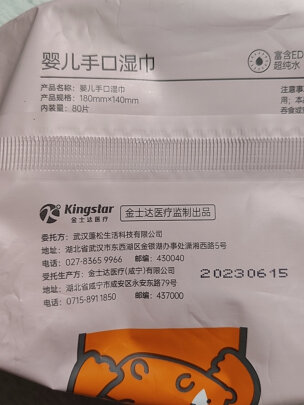 婴儿手口湿巾
富含ED
超纯水
产品名称：婴儿手口湿巾
产品规格：180mm×140mm
内装量：80片
注意事
用；本
吞食或
Kingstar
金士达医疗
金士达医疗监制出品
委托方：武汉蓬松生活科技有限公司
地址：湖北省武汉市东西湖区金银湖办事处潇湘西路5号
电话：027-8365 9966 邮编：430040
受托生产方：金士达医疗(咸宁)有限公司
地址：湖北省咸宁市咸安区永安东路79号
电话：0715-8911850 邮编：437000
20230615